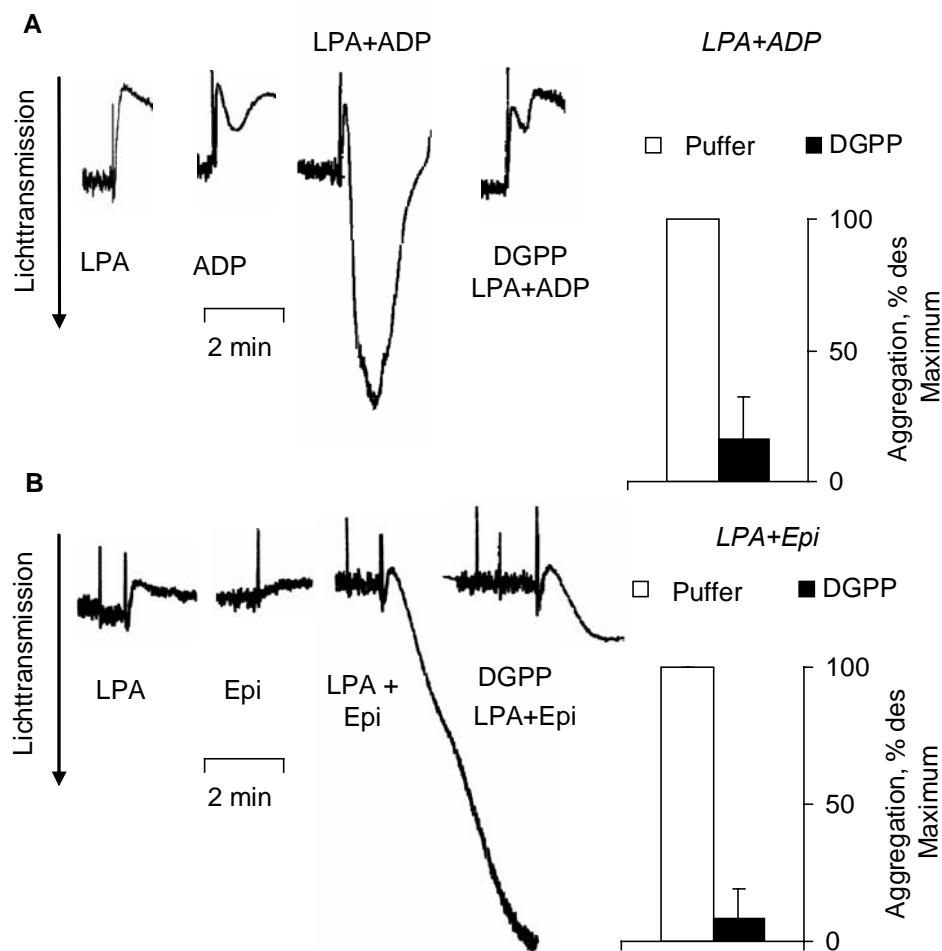 A
LPA+ADP
LPA+ADP
Lichttransmission
LPA
ADP
DGPP
LPA+ADP
2 min
Puffer
DGPP
100
50
0
Aggregation, % des
Maximum
B
LPA+Epi
Lichttransmission
LPA
Epi
LPA +
Epi
DGPP
LPA+Epi
2 min
Puffer
DGPP
100
50
0
Aggregation, % des
Maximum